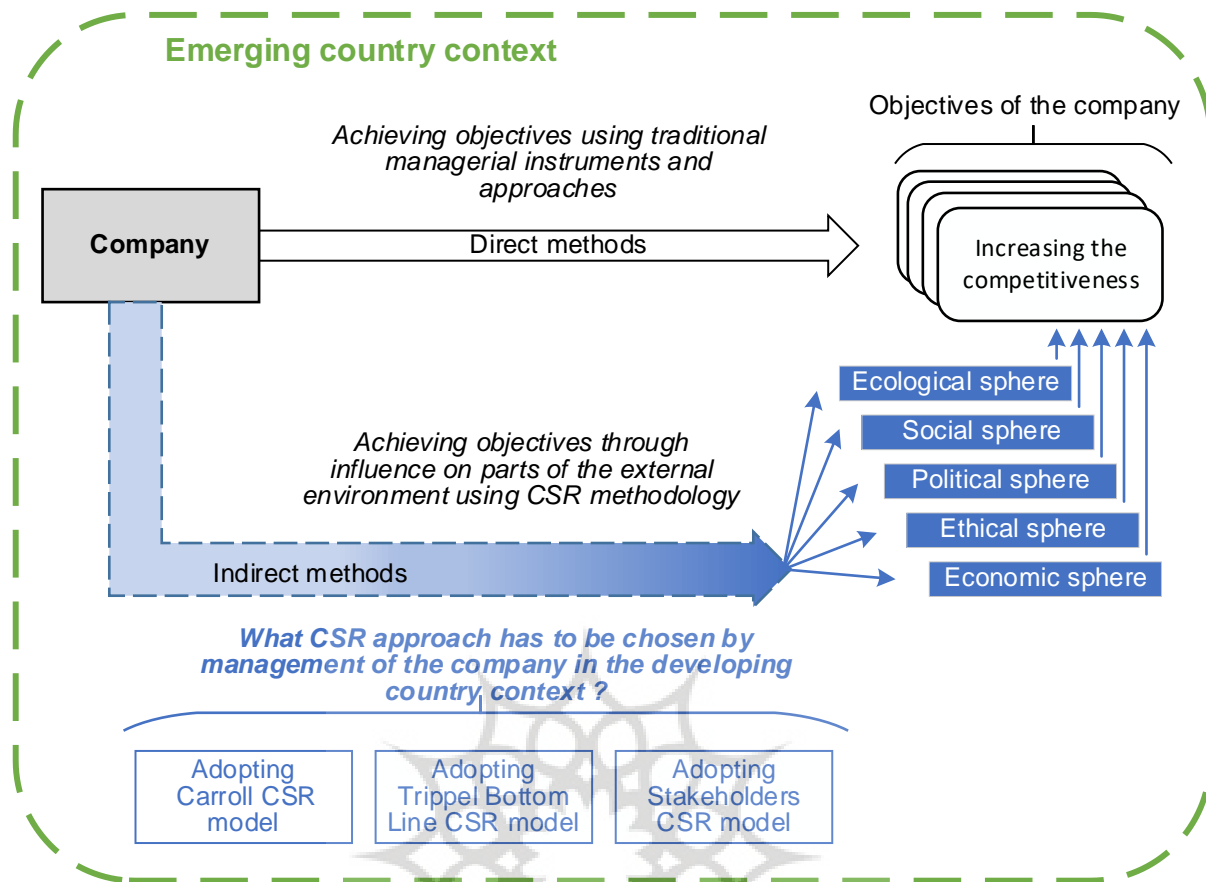 Emerging country context
Objectives of the company
Achieving objectives using traditional
managerial instruments and
approaches
Company
Direct methods
Increasing the
competitiveness
Ecological sphere
Social sphere
Political sphere
Ethical sphere
Economic sphere
Achieving objectives through
influence on parts of the external
environment using CSR methodology
Indirect methods
What CSR approach has to be chosen by
management of the company in the developing
country context ?
Adopting
Carroll CSR
model
Adopting
Trippel Bottom
Line CSR model
Adopting
Stakeholders
CSR model